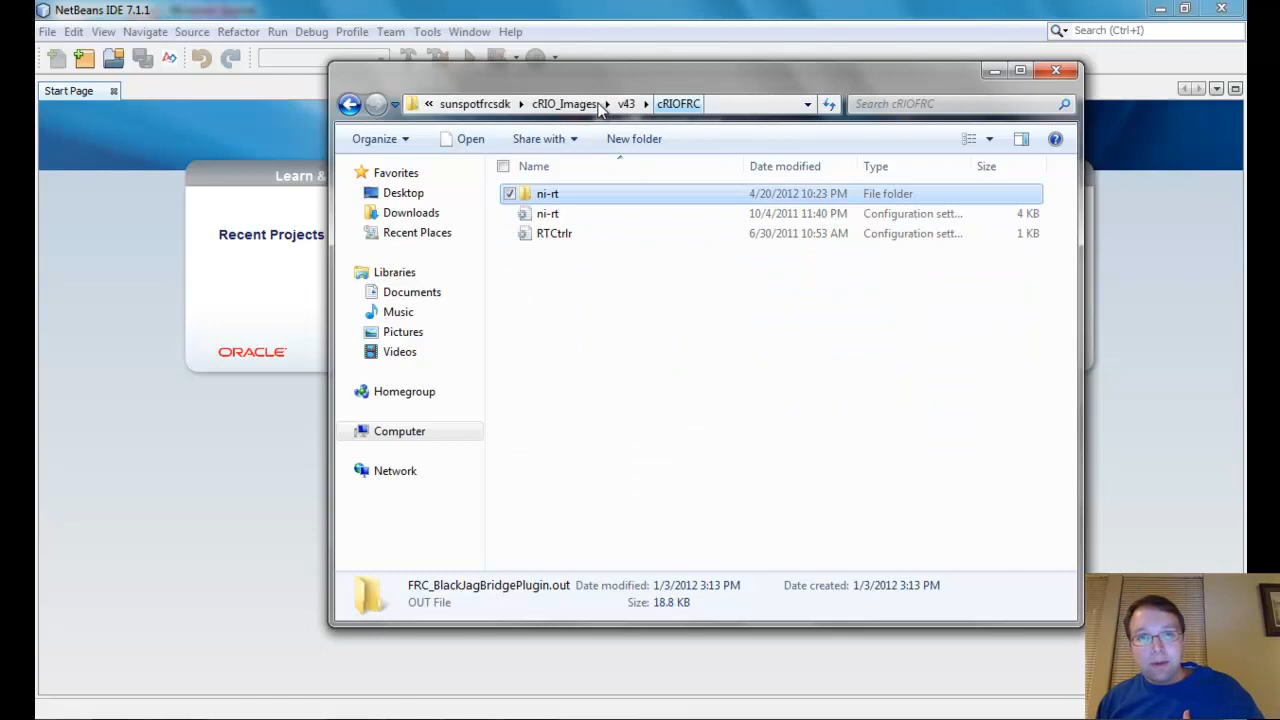 NetBeans IDE 7.1.1
File Edit View Navigate Source Refactor Run Debug Profile Team Tools Window Help
Search (Ctrl+I)
Start Page
« sunspotfrcsdk cRIO_Images v43 cRIOFRC
Search cRIOFRC
Organize Open Share with New folder
Name Date modified Type Size
Favorites
Desktop
Downloads
Recent Places
Libraries
Documents
Music
Pictures
Videos
Homegroup
Computer
Network
ni-rt 4/20/2012 10:23 PM File folder
ni-rt 10/4/2011 11:40 PM Configuration sett... 4 KB
RTCtrlr 6/30/2011 10:53 AM Configuration sett... 1 KB
Learn &
Recent Projects
ORACLE
FRC_BlackJagBridgePlugin.out Date modified: 1/3/2012 3:13 PM Date created: 1/3/2012 3:13 PM
OUT File Size: 18.8 KB